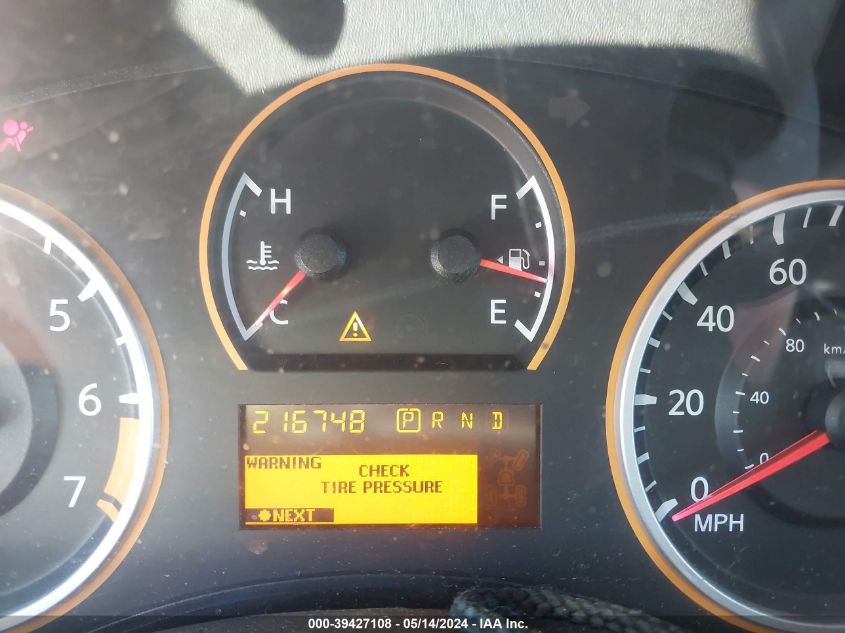 H
F
C
E
5
6
7
216748 P R N D
WARNING
CHECK
TIRE PRESSURE
NEXT
60
40
20
0
80
km/
40
0
MPH
000-39427108 - 05/14/2024 - IAA Inc.